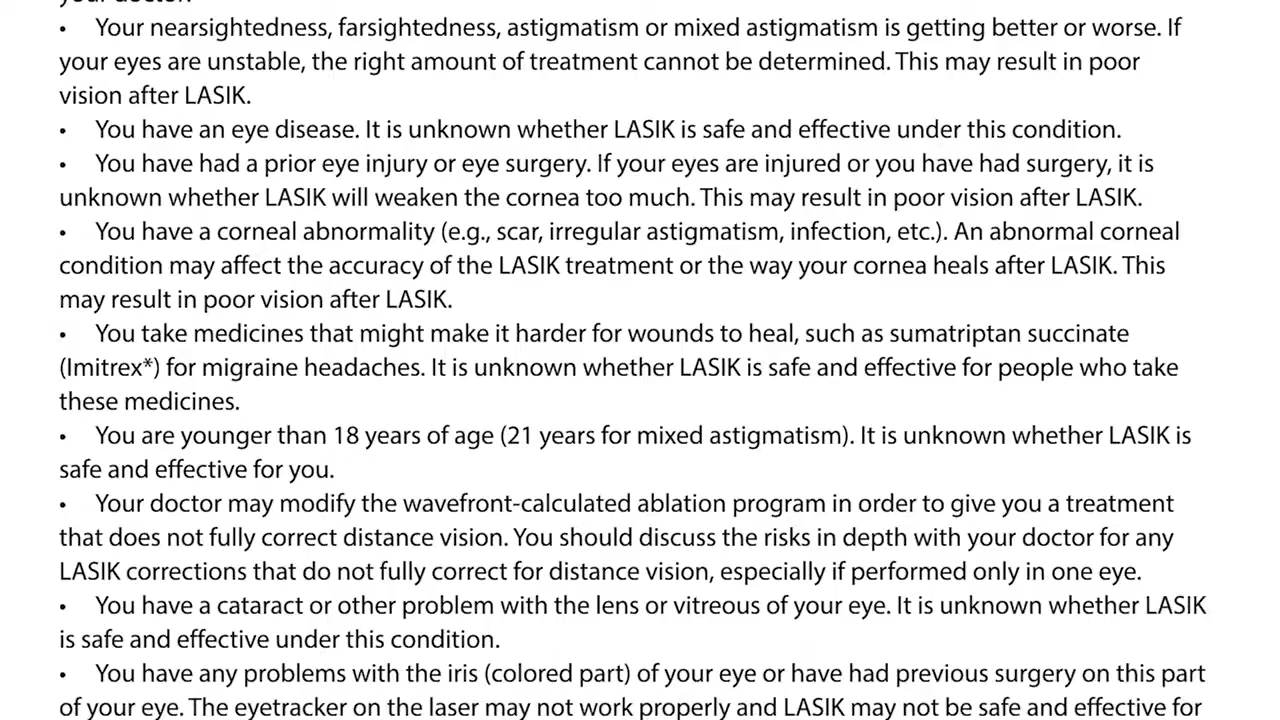 your doctor.
•	Your nearsightedness, farsightedness, astigmatism or mixed astigmatism is getting better or worse. If
your eyes are unstable, the right amount of treatment cannot be determined. This may result in poor
vision after LASIK.
•	You have an eye disease. It is unknown whether LASIK is safe and effective under this condition.
•	You have had a prior eye injury or eye surgery. If your eyes are injured or you have had surgery, it is
unknown whether LASIK will weaken the cornea too much. This may result in poor vision after LASIK.
•	You have a corneal abnormality (e.g., scar, irregular astigmatism, infection, etc.). An abnormal corneal
condition may affect the accuracy of the LASIK treatment or the way your cornea heals after LASIK. This
may result in poor vision after LASIK.
•	You take medicines that might make it harder for wounds to heal, such as sumatriptan succinate
(Imitrex*) for migraine headaches. It is unknown whether LASIK is safe and effective for people who take
these medicines.
•	You are younger than 18 years of age (21 years for mixed astigmatism). It is unknown whether LASIK is
safe and effective for you.
•	Your doctor may modify the wavefront-calculated ablation program in order to give you a treatment
that does not fully correct distance vision. You should discuss the risks in depth with your doctor for any
LASIK corrections that do not fully correct for distance vision, especially if performed only in one eye.
•	You have a cataract or other problem with the lens or vitreous of your eye. It is unknown whether LASIK
is safe and effective under this condition.
•	You have any problems with the iris (colored part) of your eye or have had previous surgery on this part
of your eye. The eyetracker on the laser may not work properly and LASIK may not be safe and effective for